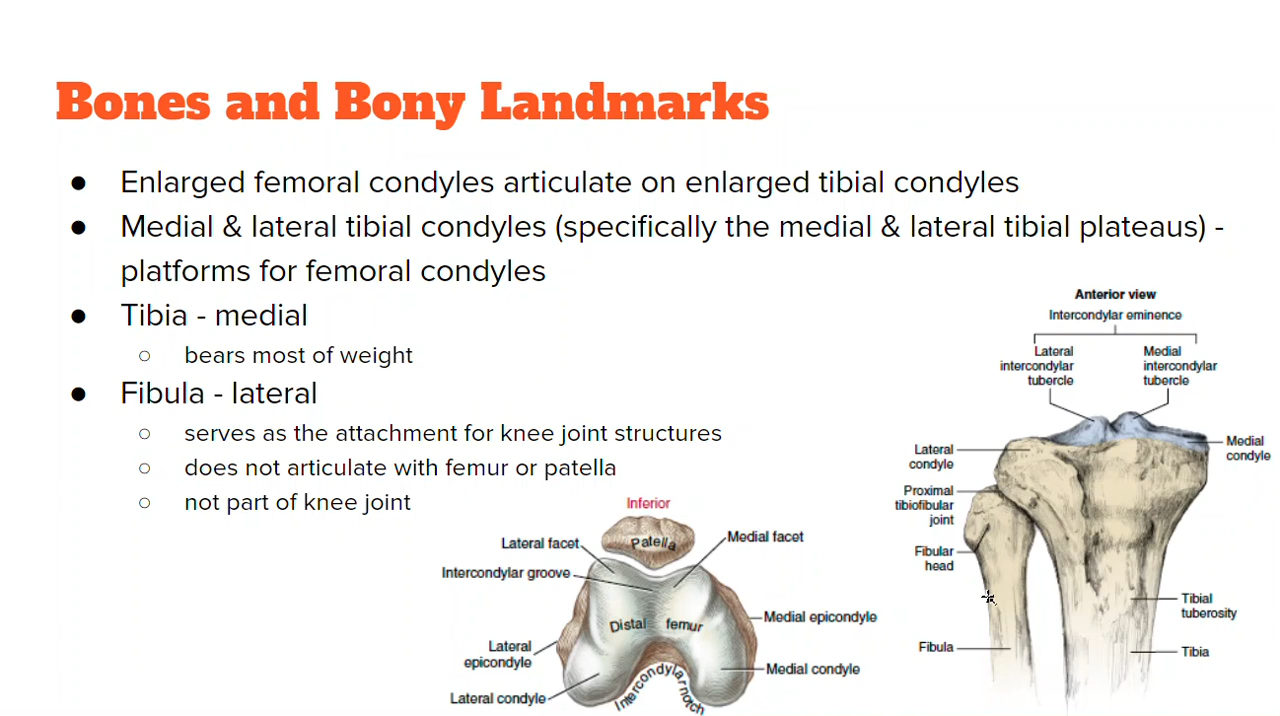 Bones and Bony Landmarks
● Enlarged femoral condyles articulate on enlarged tibial condyles
● Medial & lateral tibial condyles (specifically the medial & lateral tibial plateaus) -
platforms for femoral condyles
● Tibia - medial
○ bears most of weight
● Fibula - lateral
○ serves as the attachment for knee joint structures
○ does not articulate with femur or patella
○ not part of knee joint
Inferior
Patella
Lateral facet
Medial facet
Intercondylar groove
Distal femur
Medial epicondyle
Lateral
epicondyle
Medial condyle
Lateral condyle
Intercondylar notch
Anterior view
Intercondylar eminence
Lateral
intercondylar
tubercle
Medial
intercondylar
tubercle
Lateral
condyle
Medial
condyle
Proximal
tibiofibular
joint
Fibular
head
Tibial
tuberosity
Fibula
Tibia